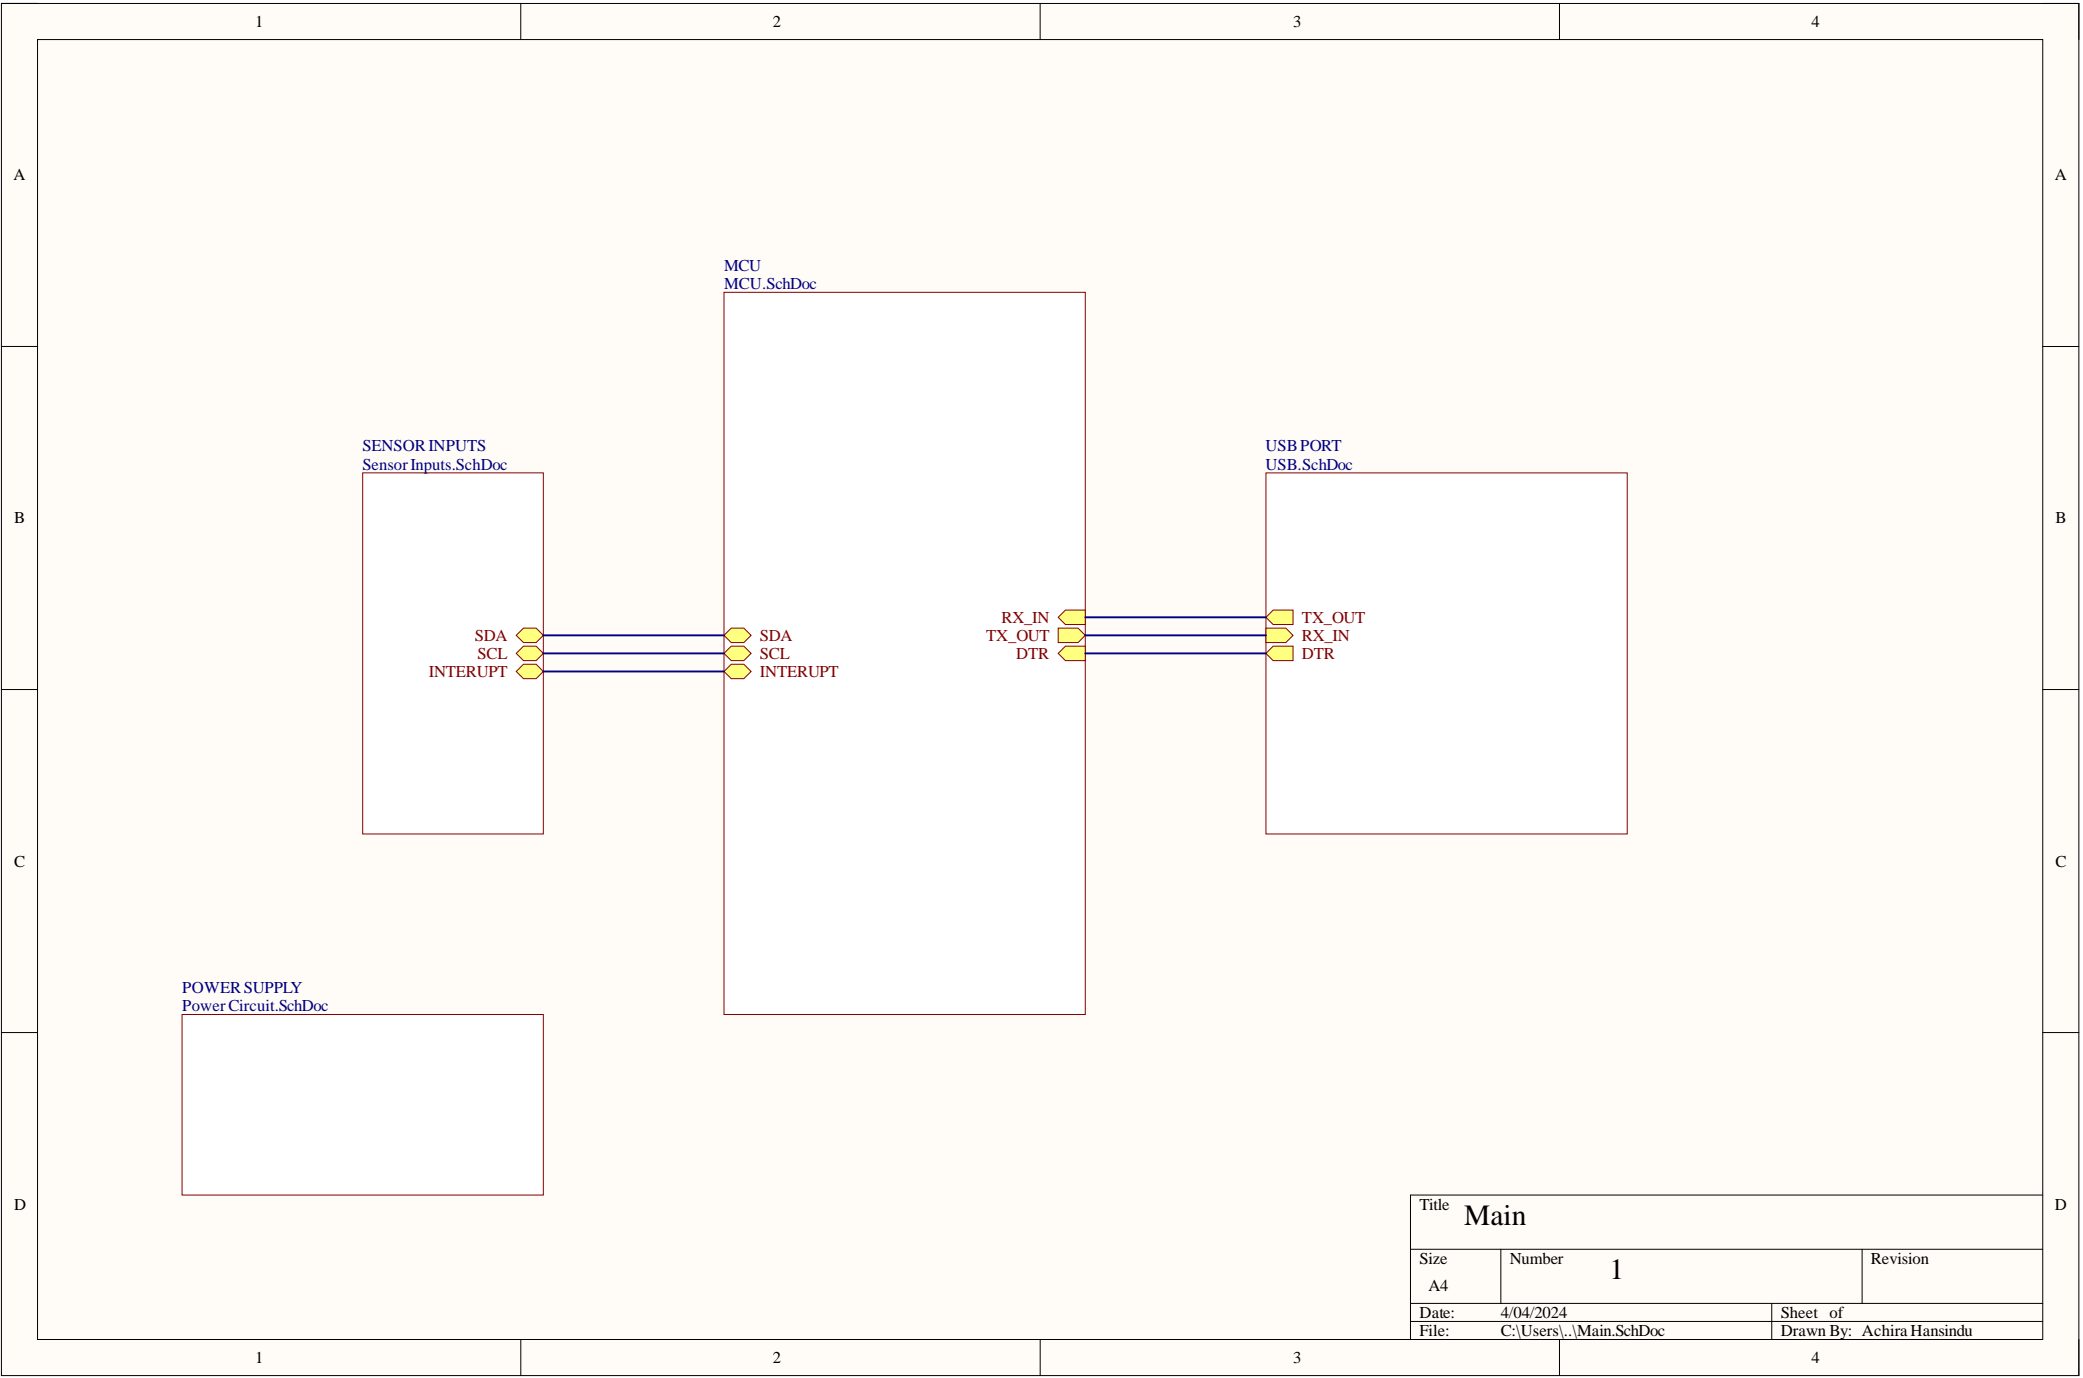 1 2 3 4
A A
MCU
MCU.SchDoc
SENSOR INPUTS
Sensor Inputs.SchDoc
USB PORT
USB.SchDoc
B B
RX_IN TX_OUT
SDA SDA TX_OUT RX_IN
SCL SCL DTR DTR
INTERUPT INTERUPT
C C
POWER SUPPLY
Power Circuit.SchDoc
D D
Title Main
Size Number 1 Revision
A4
Date: 4/04/2024 Sheet of
File: C:\Users\..\Main.SchDoc Drawn By: Achira Hansindu
1 2 3 4